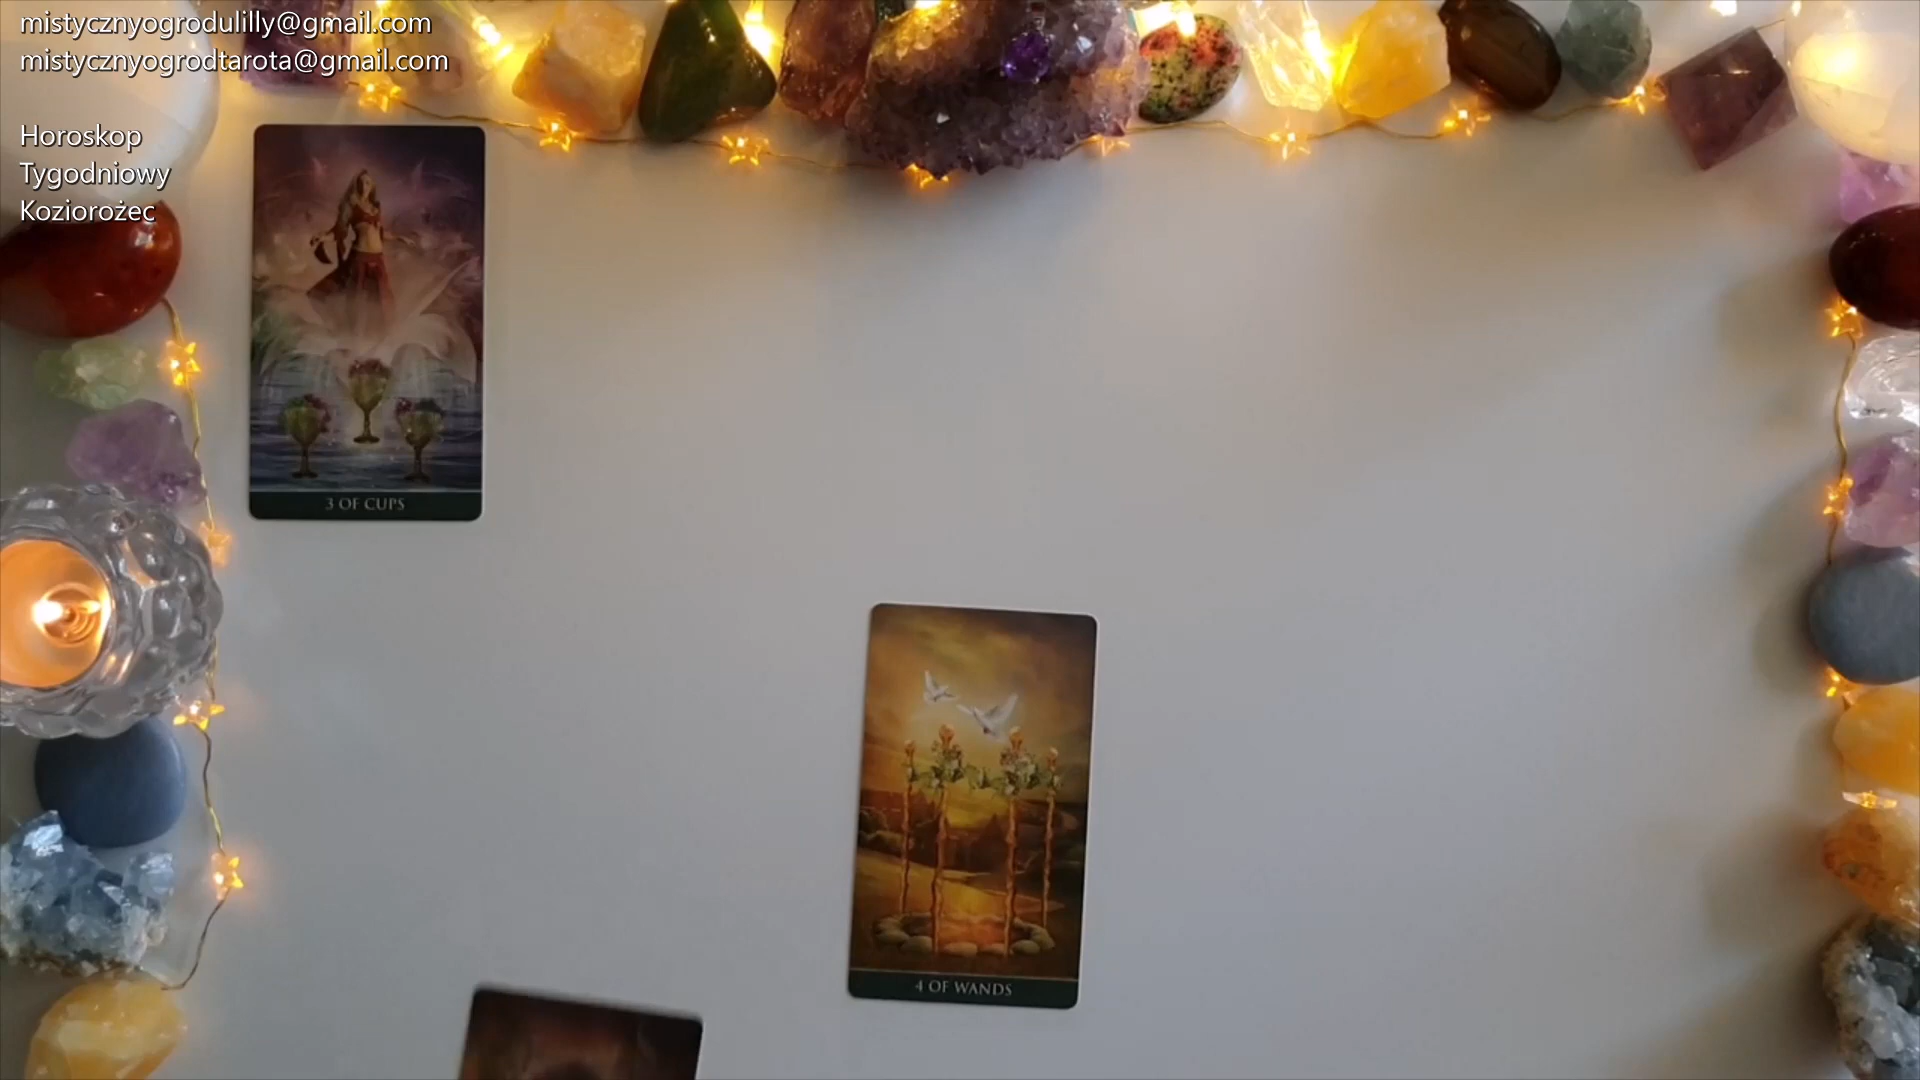 mistycznyogrodulilly@gmail.com
mistycznyogrodtarota@gmail.com
Horoskop
Tygodniowy
Koziorożec
3 OF CUPS
4 OF WANDS